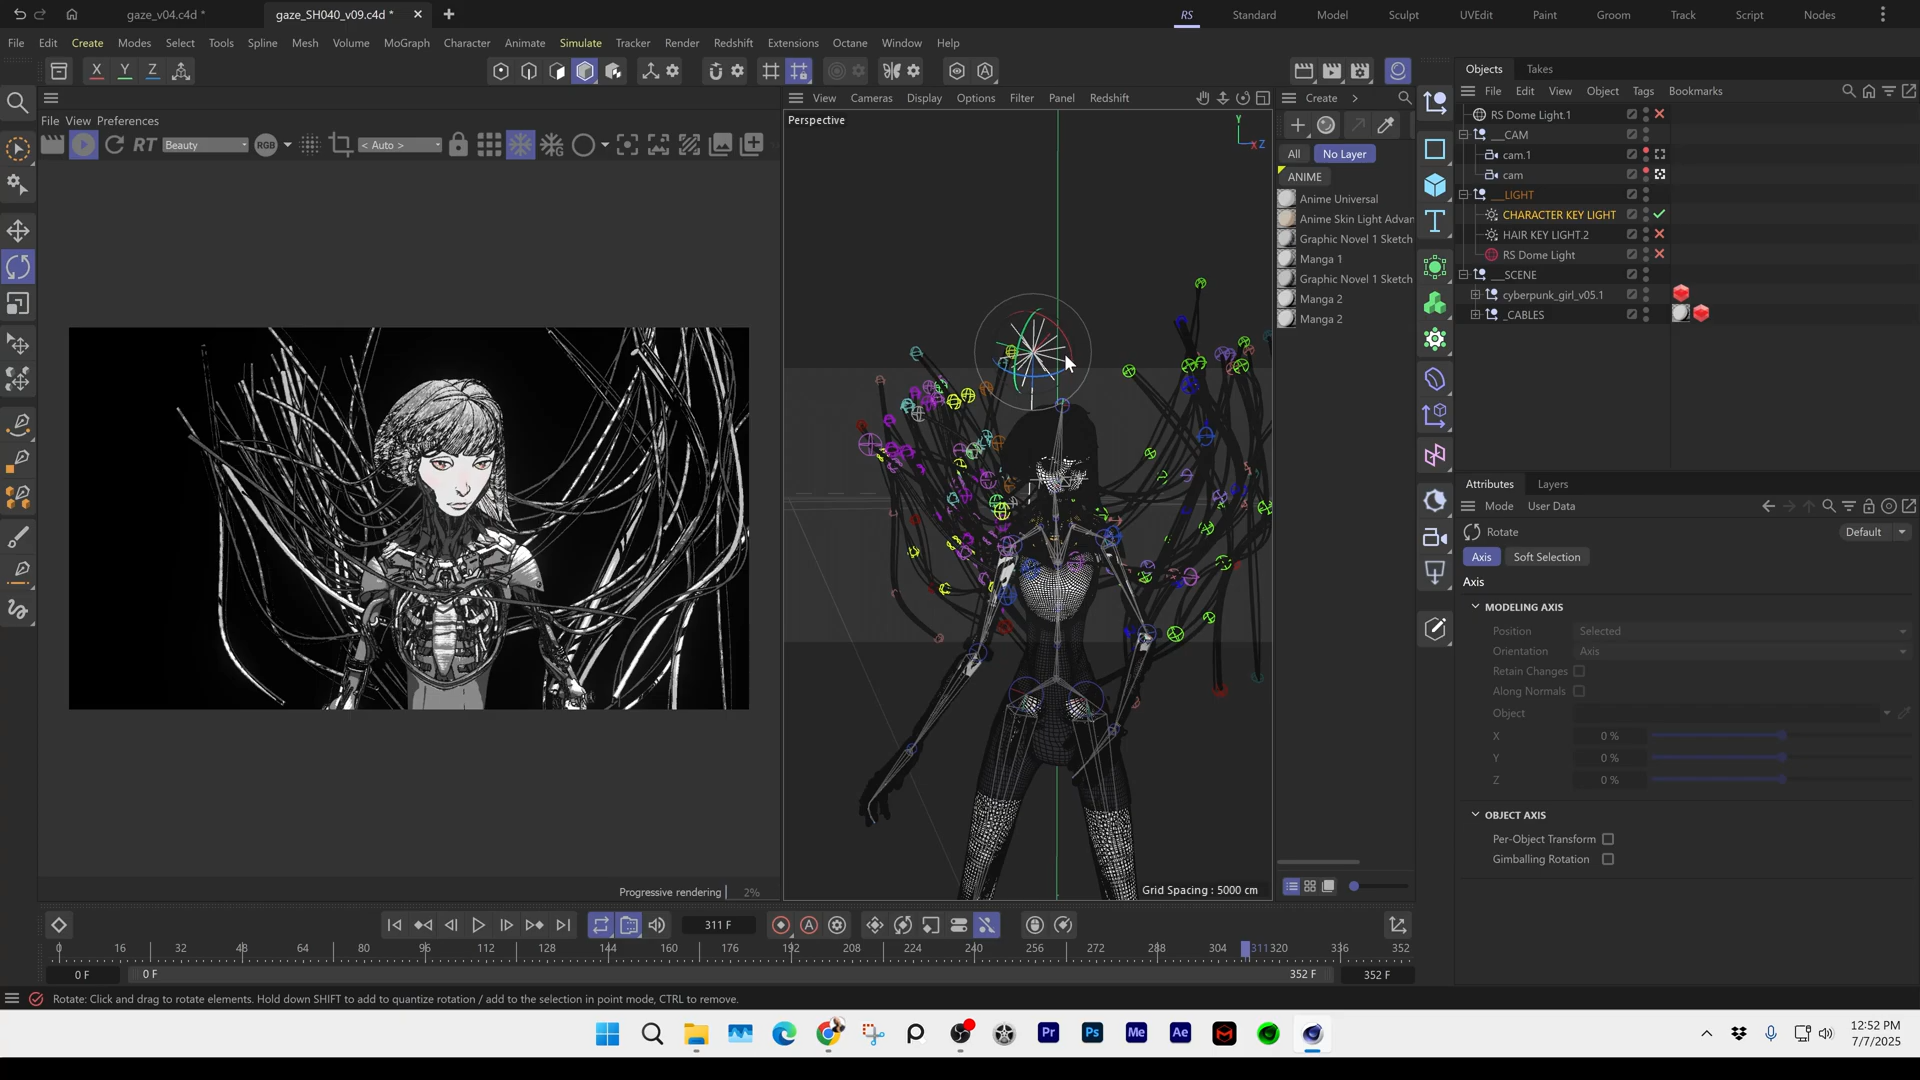 gaze_v04.c4d *
gaze_SH040_v09.c4d *
RS
Standard
Model
Sculpt
UVEdit
Paint
Groom
Track
Script
Nodes
File Edit Create Modes Select Tools Spline Mesh Volume MoGraph Character Animate Simulate Tracker Render Redshift Extensions Octane Window Help
X Y Z
Objects Takes
File Edit View Object Tags Bookmarks
File View Preferences
RT Beauty RGB < Auto >
View Cameras Display Options Filter Panel Redshift
Perspective
Y
X Z
Create
All No Layer
ANIME
Anime Universal
Anime Skin Light Advan
Graphic Novel 1 Sketch
Manga 1
Graphic Novel 1 Sketch
Manga 2
Manga 2
RS Dome Light.1
__CAM
cam.1
cam
__LIGHT
CHARACTER KEY LIGHT
HAIR KEY LIGHT.2
RS Dome Light
__SCENE
cyberpunk_girl_v05.1
_CABLES
Attributes Layers
Mode User Data
Rotate
Default
Axis Soft Selection
Axis
MODELING AXIS
Position Selected
Orientation Axis
Retain Changes
Along Normals
Object
X 0 %
Y 0 %
Z 0 %
OBJECT AXIS
Per-Object Transform
Gimballing Rotation
Progressive rendering 2%
Grid Spacing : 5000 cm
311 F
0 16 32 48 64 80 96 112 128 144 160 176 192 208 224 240 256 272 288 304 311 320 336 352
0 F 0 F 352 F 352 F
Rotate: Click and drag to rotate elements. Hold down SHIFT to add to quantize rotation / add to the selection in point mode, CTRL to remove.
Pr Ps Me Ae
12:52 PM
7/7/2025